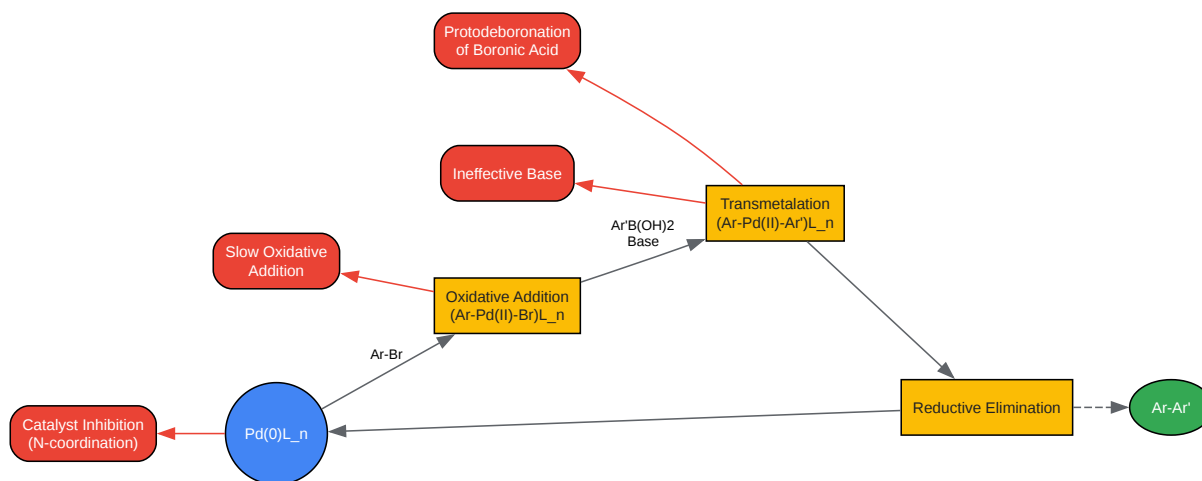 Protodeboronation
of Boronic Acid
Ineffective Base
Transmetalation
(Ar-Pd(II)-Ar')L_n
Ar'B(OH)2
Base
Slow Oxidative
Addition
Oxidative Addition
(Ar-Pd(II)-Br)L_n
Ar-Br
Catalyst Inhibition
(N-coordination)
Pd(0)L_n
Reductive Elimination
Ar-Ar'